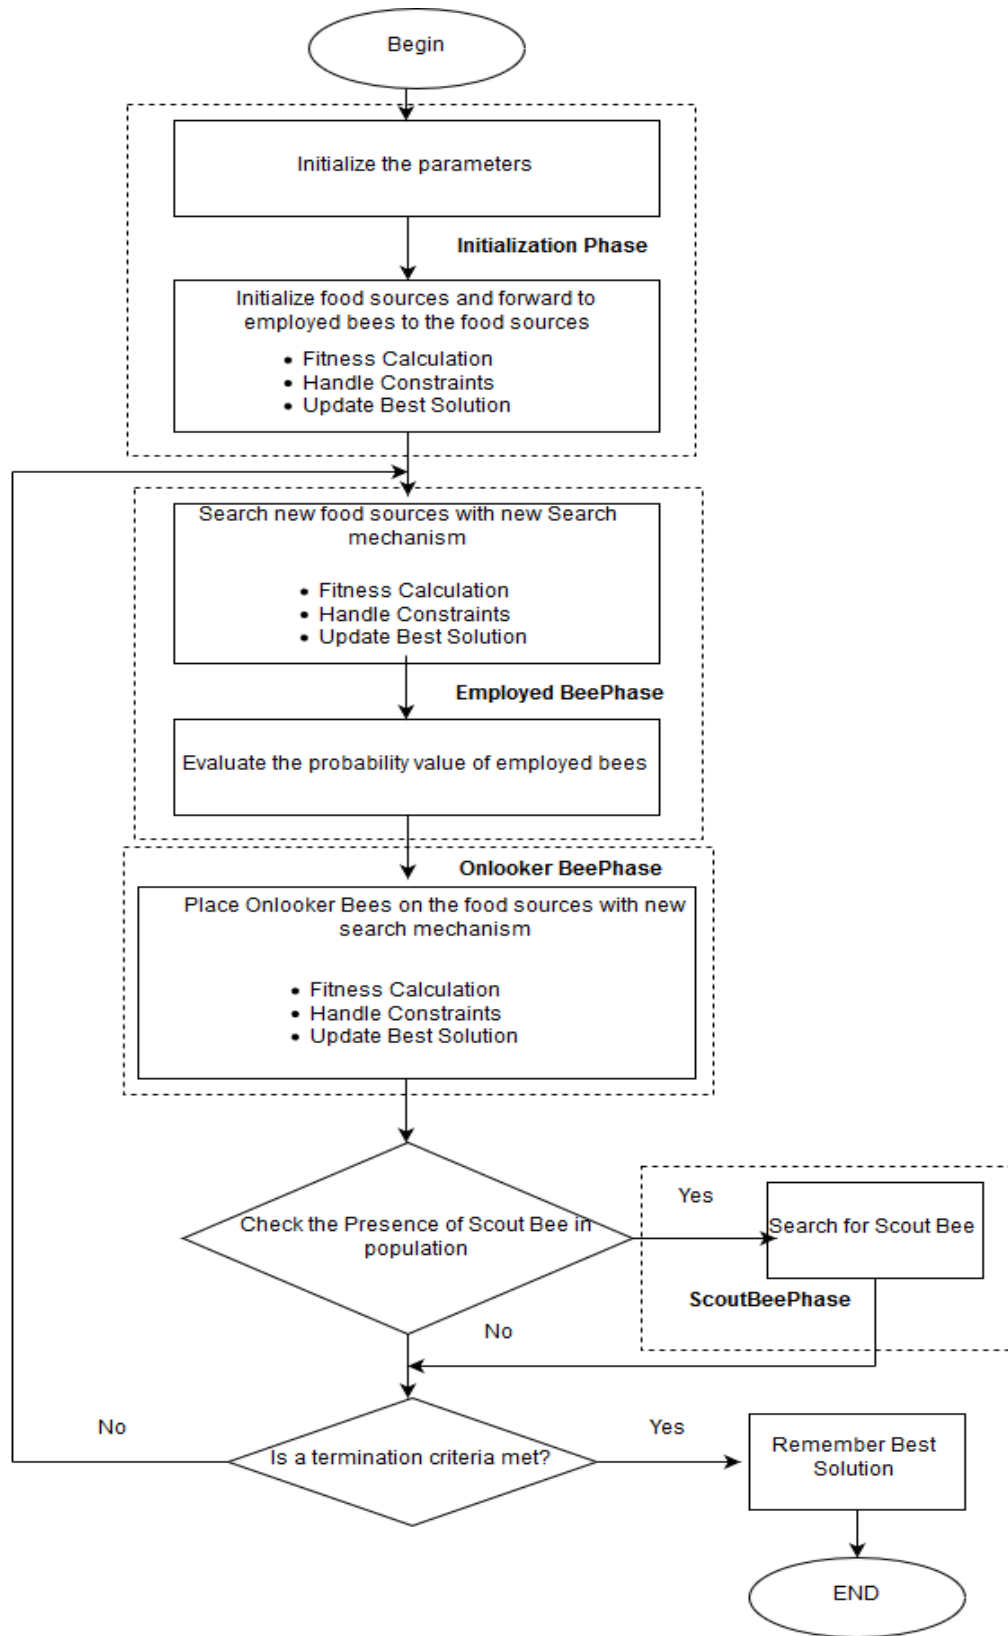 Begin
Initialize the parameters
Initialization Phase
Initialize food sources and forward to
employed bees to the food sources
• Fitness Calculation
• Handle Constraints
• Update Best Solution
Search new food sources with new Search
mechanism
• Fitness Calculation
• Handle Constraints
• Update Best Solution
Employed BeePhase
Evaluate the probability value of employed bees
Onlooker BeePhase
Place Onlooker Bees on the food sources with new
search mechanism
• Fitness Calculation
• Handle Constraints
• Update Best Solution
Check the Presence of Scout Bee in
population
Yes
Search for Scout Bee
ScoutBeePhase
No
No
Is a termination criteria met?
Yes
Remember Best
Solution
END